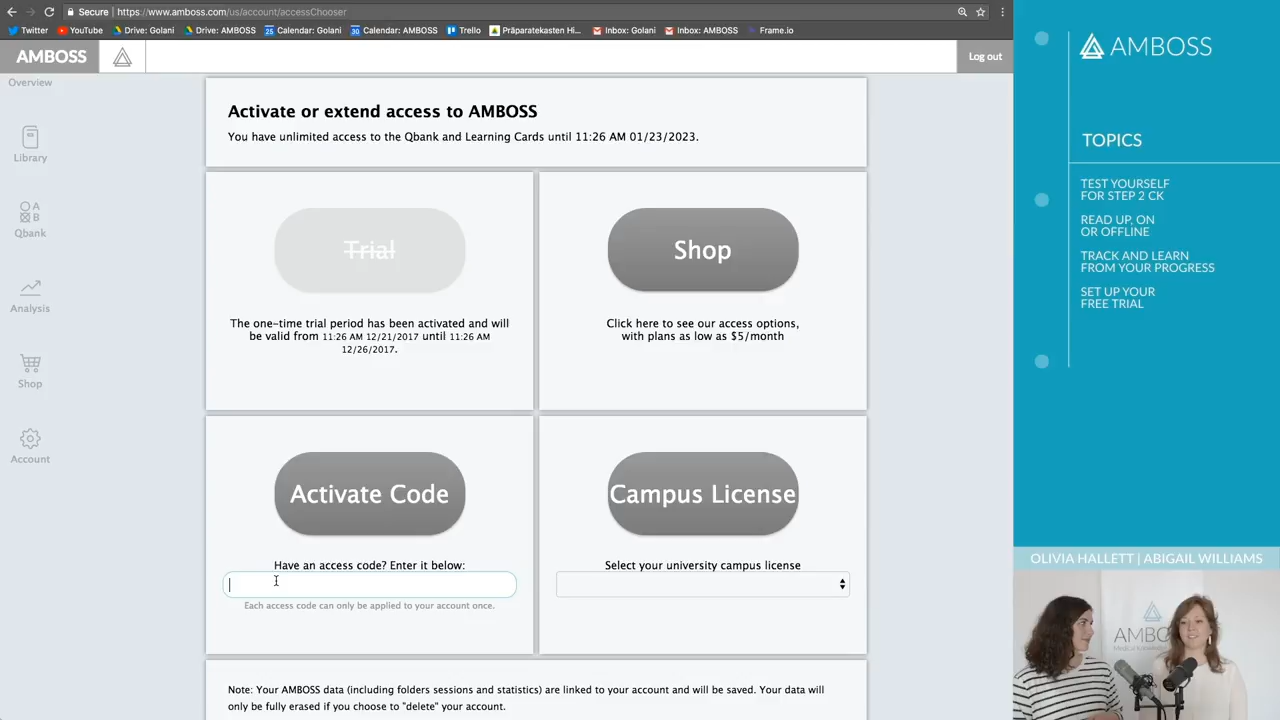 Secure | https://www.amboss.com/us/account/accessChooser
Twitter YouTube Drive: Golani Drive: AMBOSS Calendar: Golani Calendar: AMBOSS Trello Präparatekasten Hi... Inbox: Golani Inbox: AMBOSS Frame.io
AMBOSS
Log out
Overview
Library
Qbank
Analysis
Shop
Account
Activate or extend access to AMBOSS
You have unlimited access to the Qbank and Learning Cards until 11:26 AM 01/23/2023.
Trial
The one-time trial period has been activated and will
be valid from 11:26 AM 12/21/2017 until 11:26 AM
12/26/2017.
Shop
Click here to see our access options,
with plans as low as $5/month
Activate Code
Have an access code? Enter it below:
Each access code can only be applied to your account once.
Campus License
Select your university campus license
Note: Your AMBOSS data (including folders sessions and statistics) are linked to your account and will be saved. Your data
will only be fully erased if you choose to "delete" your account.
AMBOSS
TOPICS
TEST YOURSELF
FOR STEP 2 CK
READ UP, ON
OR OFFLINE
TRACK AND LEARN
FROM YOUR PROGRESS
SET UP YOUR
FREE TRIAL
OLIVIA HALLETT | ABIGAIL WILLIAMS